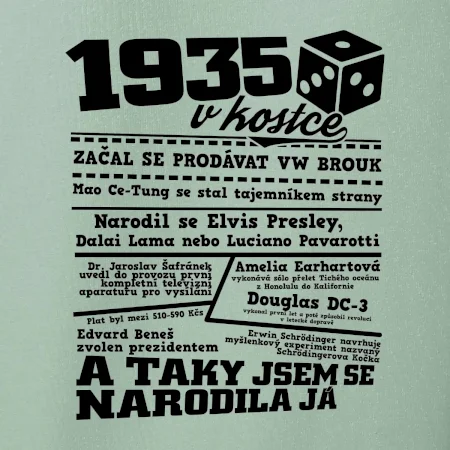 1935
v kostce
ZAČAL SE PRODÁVAT VW BROUK
Mao Ce-Tung se stal tajemníkem strany
Narodil se Elvis Presley,
Dalai Lama nebo Luciano Pavarotti
Dr. Jaroslav Šafránek
uvedl do provozu první
kompletní televizní
aparaturu pro vysílání
Plat byl mezi 510-590 Kčs
Edvard Beneš
zvolen prezidentem
Amelia Earhartová
vykonává sólo přelet Tichého oceánu
z Honolulu do Kalifornie
Douglas DC-3
vykonal první let a poté způsobil revoluci
v letecké dopravě
Erwin Schrödinger navrhuje
myšlenkový experiment nazvaný
Schrödingerova Kočka
A TAKY JSEM SE
NARODILA JÁ